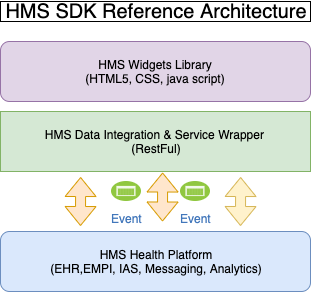 HMS SDK Reference Architecture
HMS Widgets Library
(HTML5, CSS, java script)
HMS Data Integration & Service Wrapper
(RestFul)
Event Event
HMS Health Platform
(EHR,EMPI, IAS, Messaging, Analytics)